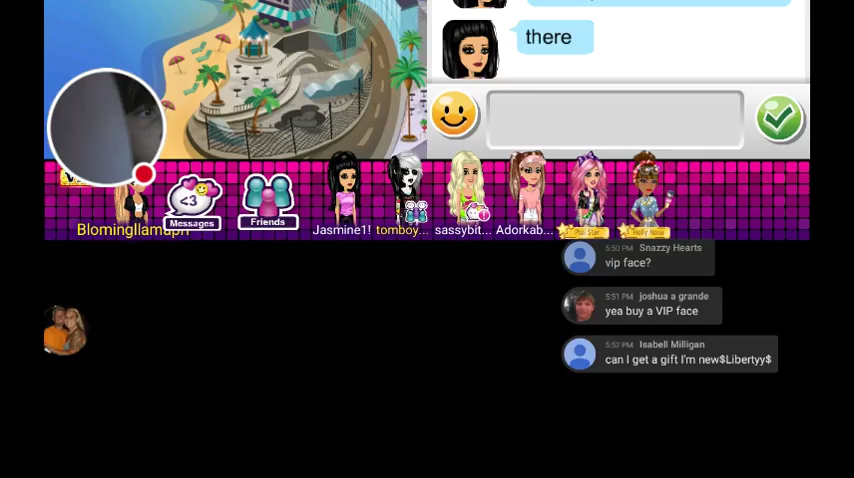 there
Messages
<3
Friends
Blomingllamaprr
Jasmine1!
tomboy...
sassybit...
Adorkab...
5:50 PM Snazzy Hearts
vip face?
5:51 PM joshua a grande
yea buy a VIP face
5:52 PM Isabell Milligan
can I get a gift I'm new$Libertyy$